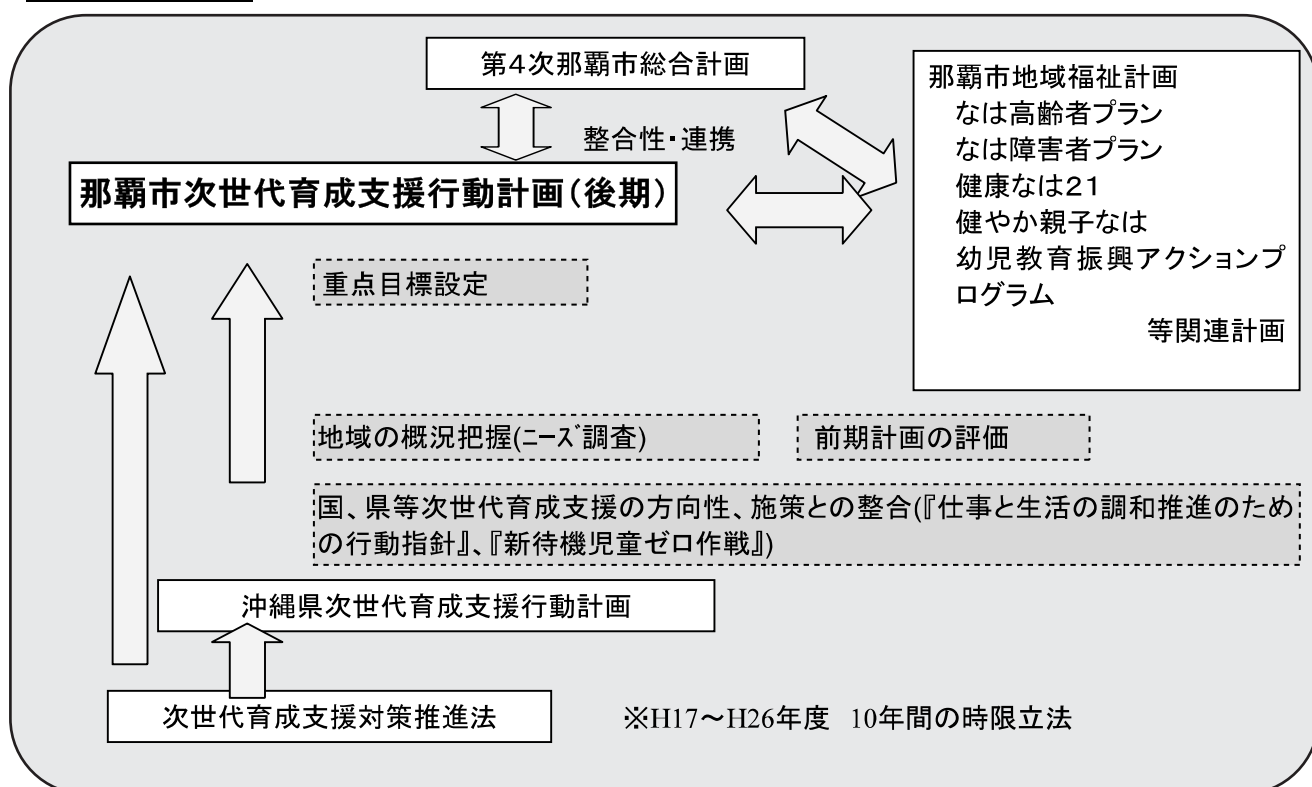 第4次那覇市総合計画
整合性・連携
那覇市次世代育成支援行動計画(後期)
那覇市地域福祉計画
なは高齢者プラン
なは障害者プラン
健康なは21
健やか親子なは
幼児教育振興アクションプ
ログラム
等関連計画
重点目標設定
地域の概況把握(ニーズ調査)
前期計画の評価
国、県等次世代育成支援の方向性、施策との整合(『仕事と生活の調和推進のため
の行動指針』、『新待機児童ゼロ作戦』)
沖縄県次世代育成支援行動計画
次世代育成支援対策推進法
※H17～H26年度 10年間の時限立法